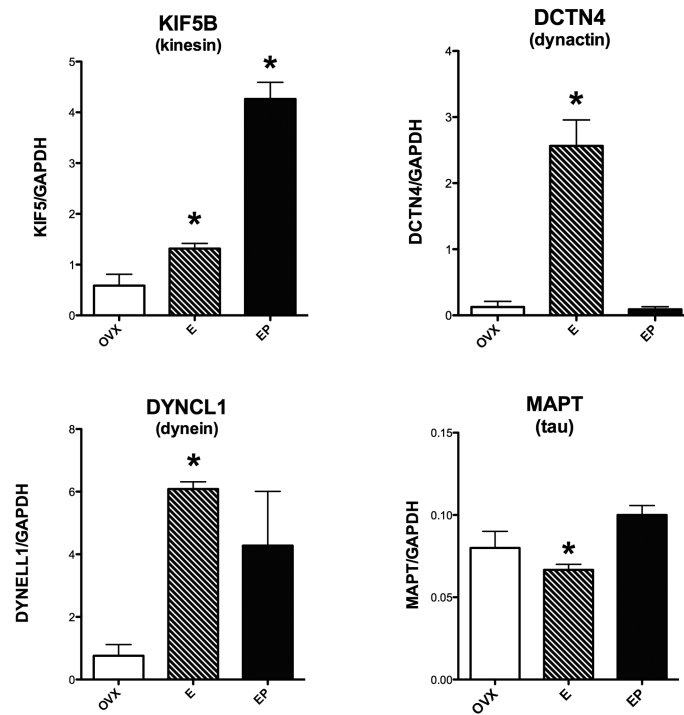 KIF5B
(kinesin)
KIF5/GAPDH
5
4
3
2
1
0
*
*
OVX
E
EP
DCTN4
(dynactin)
DCTN4/GAPDH
4
3
2
1
0
*
OVX
E
EP
DYNCL1
(dynein)
DYNELL1/GAPDH
8
6
4
2
0
*
OVX
E
EP
MAPT
(tau)
MAPT/GAPDH
0.15
0.10
0.05
0.00
*
OVX
E
EP